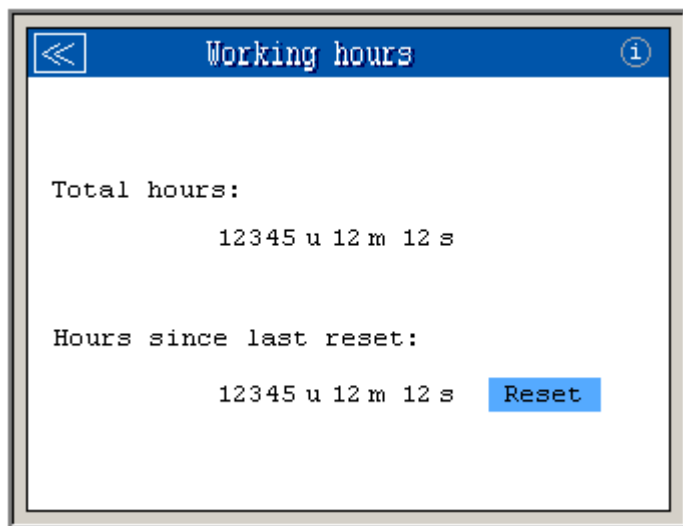 ≪ Working hours i
Total hours:
12345 u 12 m 12 s
Hours since last reset:
12345 u 12 m 12 s Reset